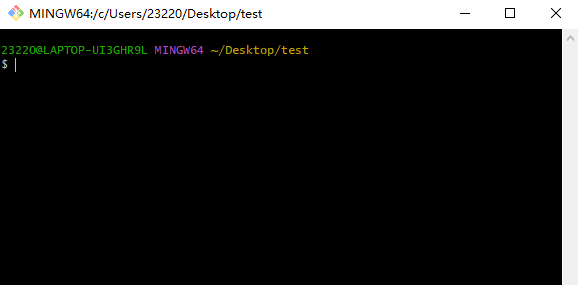 MINGW64:/c/Users/23220/Desktop/test
23220@LAPTOP-UI3GHR9L MINGW64 ~/Desktop/test
$